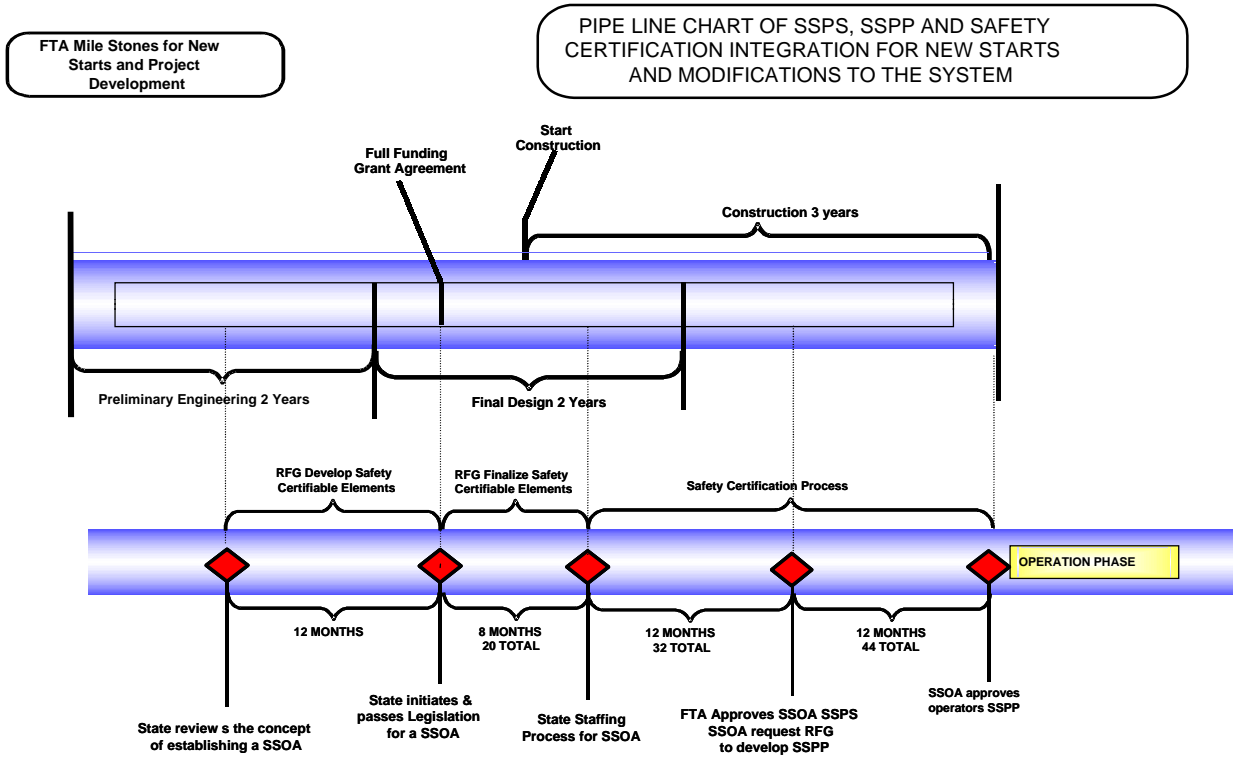 FTA Mile Stones for New
Starts and Project
Development
PIPE LINE CHART OF SSPS, SSPP AND SAFETY
CERTIFICATION INTEGRATION FOR NEW STARTS
AND MODIFICATIONS TO THE SYSTEM
Start
Construction
Full Funding
Grant Agreement
Construction 3 years
Preliminary Engineering 2 Years
Final Design 2 Years
RFG Develop Safety
Certifiable Elements
RFG Finalize Safety
Certifiable Elements
Safety Certification Process
OPERATION PHASE
12 MONTHS
8 MONTHS
20 TOTAL
12 MONTHS
32 TOTAL
12 MONTHS
44 TOTAL
State review s the concept
of establishing a SSOA
State initiates &
passes Legislation
for a SSOA
State Staffing
Process for SSOA
FTA Approves SSOA SSPS
SSOA request RFG
to develop SSPP
SSOA approves
operators SSPP